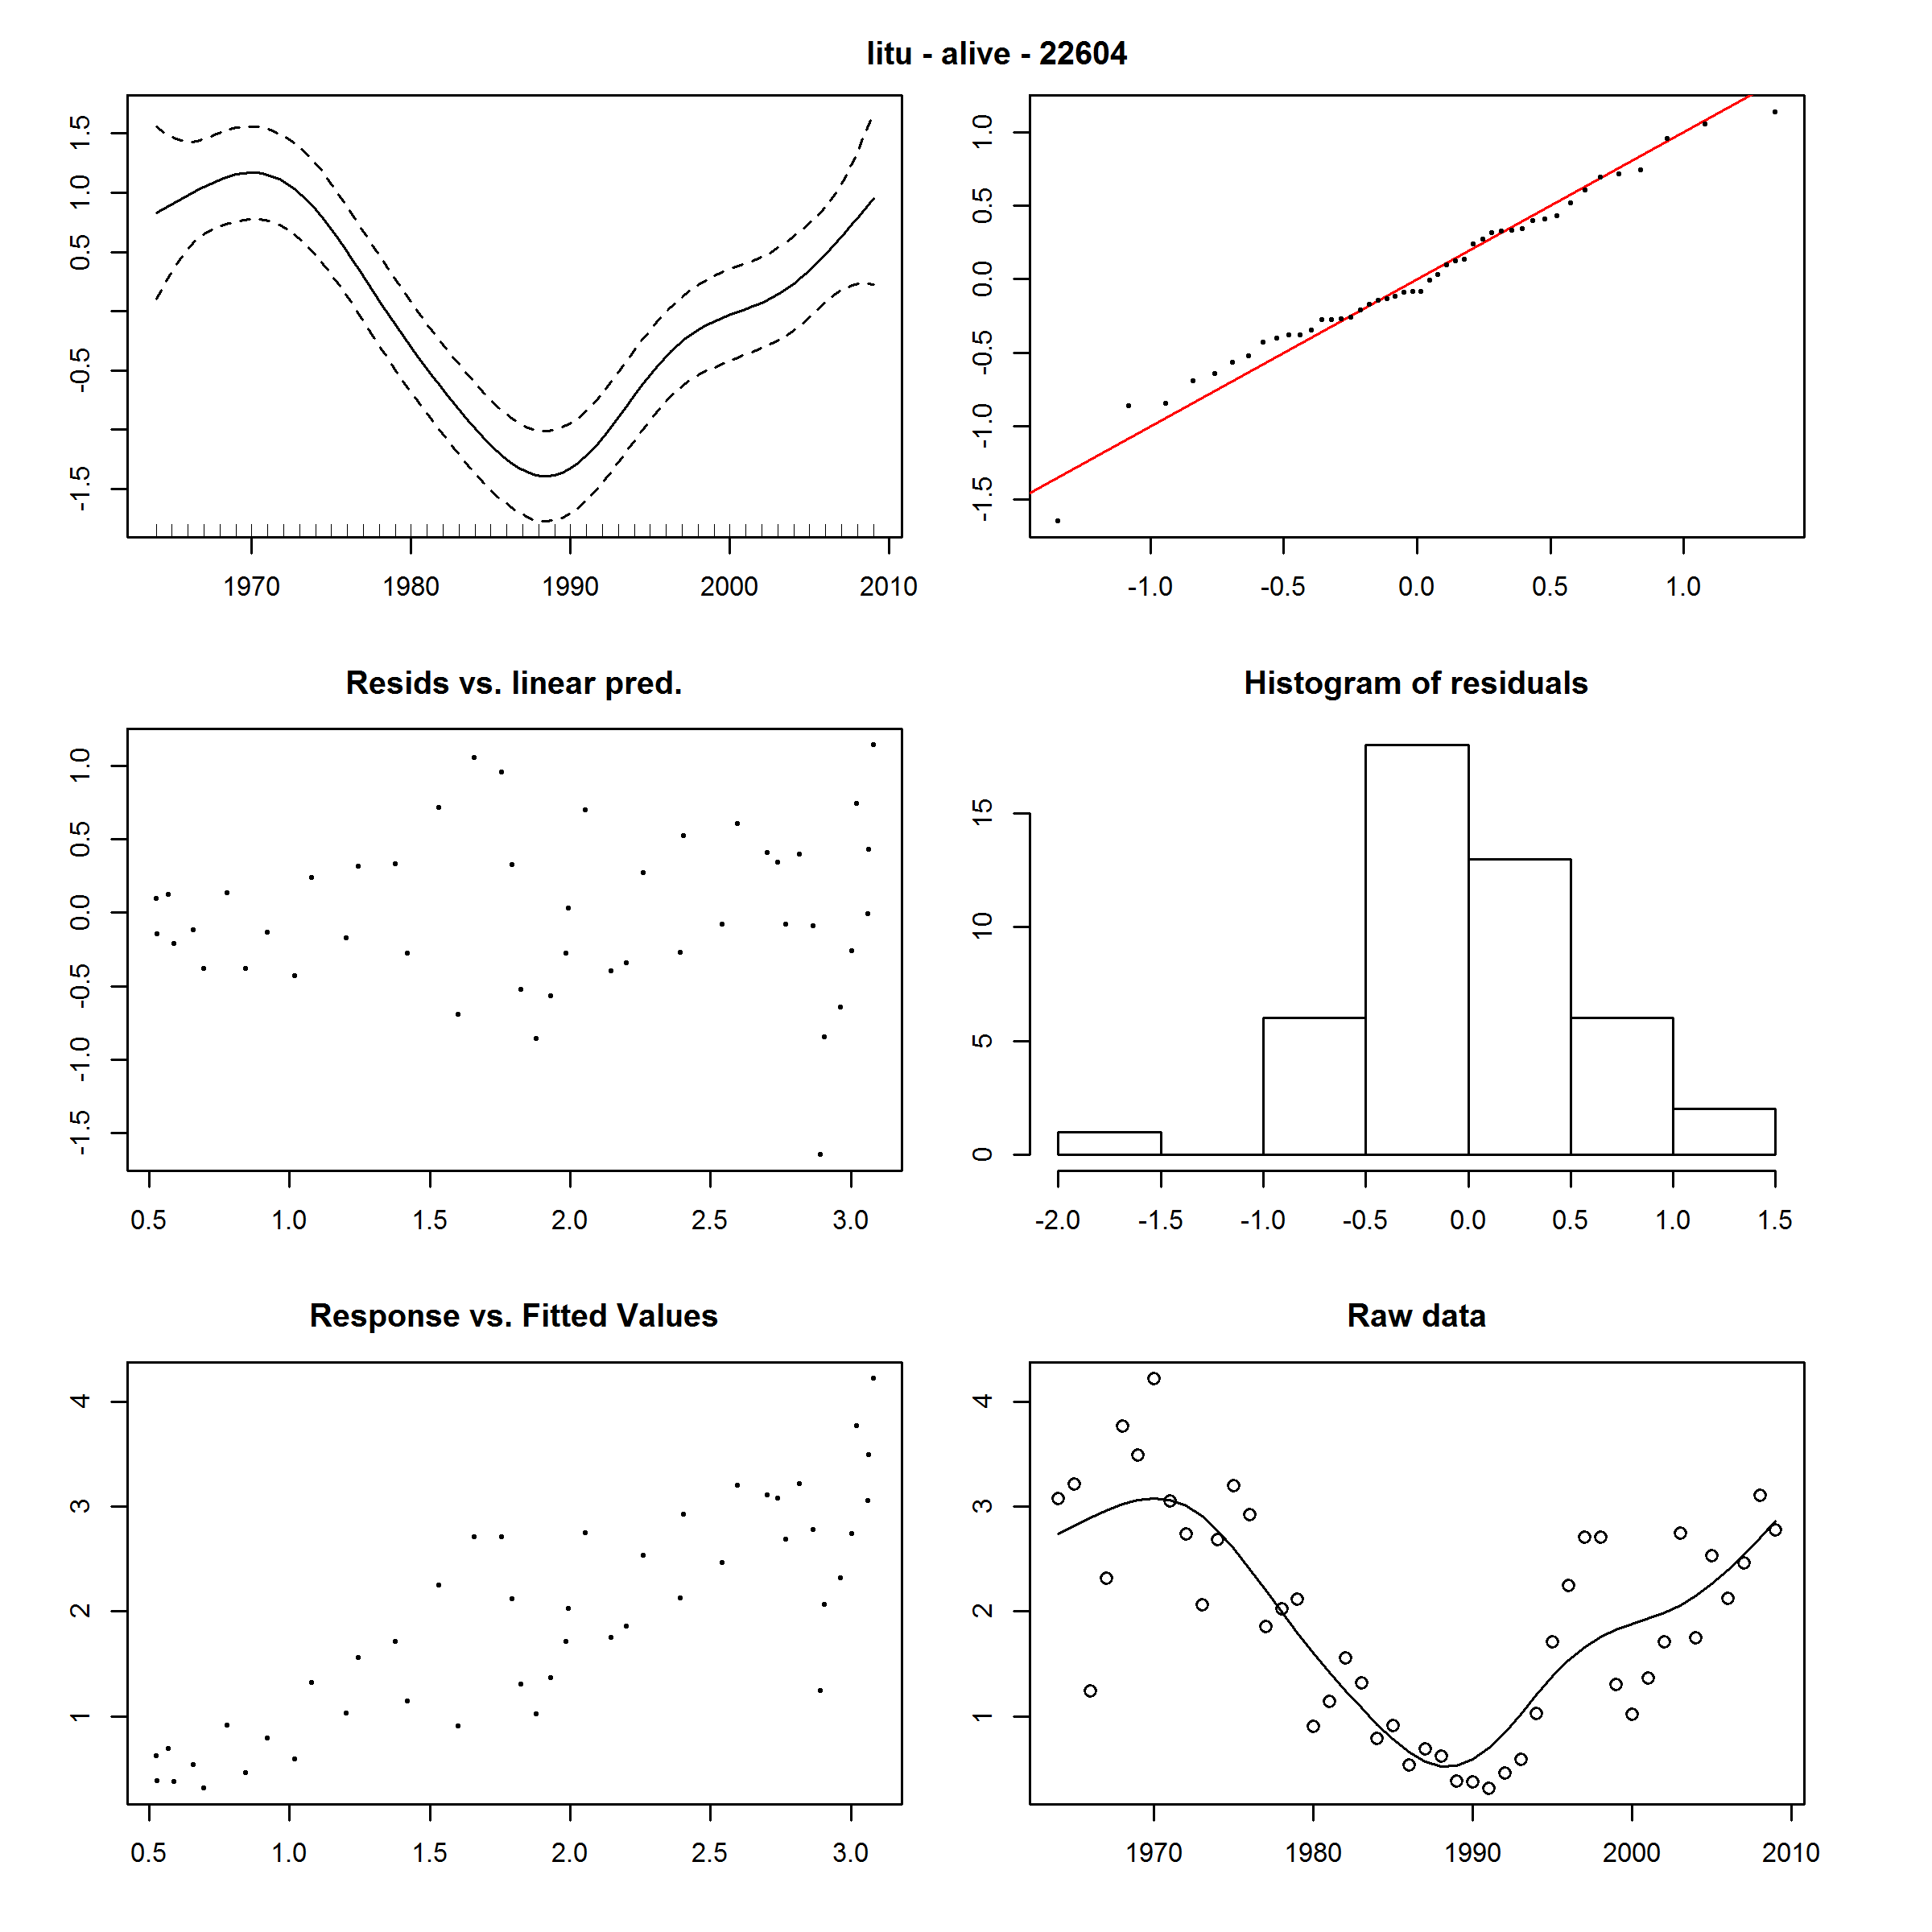 litu - alive - 22604
1.5
1.0
0.5
-0.5
-1.5
1970 1980 1990 2000 2010
1.0
0.5
0.0
-0.5
-1.0
-1.5
-1.0 -0.5 0.0 0.5 1.0
Resids vs. linear pred.
1.0
0.5
0.0
-0.5
-1.0
-1.5
0.5 1.0 1.5 2.0 2.5 3.0
Histogram of residuals
15
10
5
0
-2.0 -1.5 -1.0 -0.5 0.0 0.5 1.0 1.5
Response vs. Fitted Values
4
3
2
1
0.5 1.0 1.5 2.0 2.5 3.0
Raw data
4
3
2
1
1970 1980 1990 2000 2010